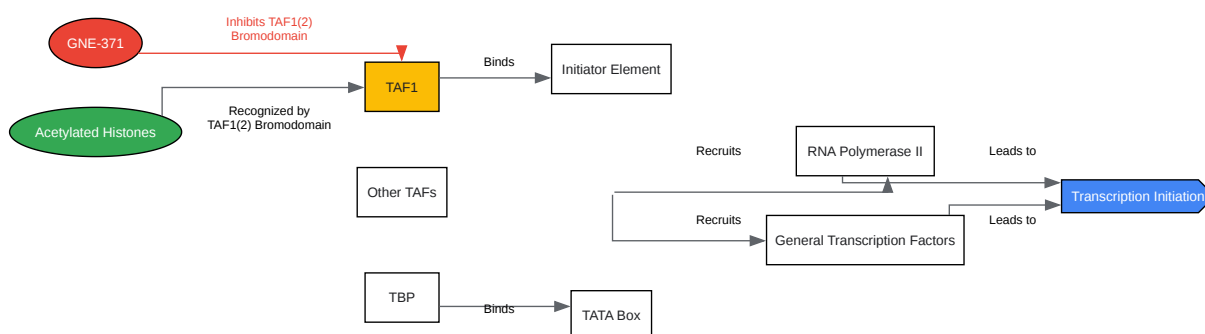 GNE-371
Inhibits TAF1(2)
Bromodomain
TAF1
Binds
Initiator Element
Acetylated Histones
Recognized by
TAF1(2) Bromodomain
Recruits
RNA Polymerase II
Leads to
Other TAFs
Transcription Initiation
Recruits
General Transcription Factors
Leads to
TBP
Binds
TATA Box